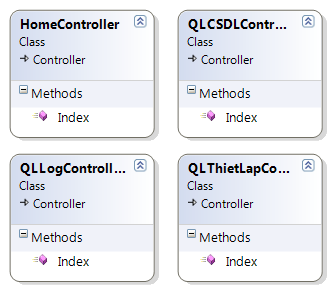 HomeController
Class
Controller
Methods
Index
QLCSDLContr...
Class
Controller
Methods
Index
QLLogControll...
Class
Controller
Methods
Index
QLThietLapCo...
Class
Controller
Methods
Index